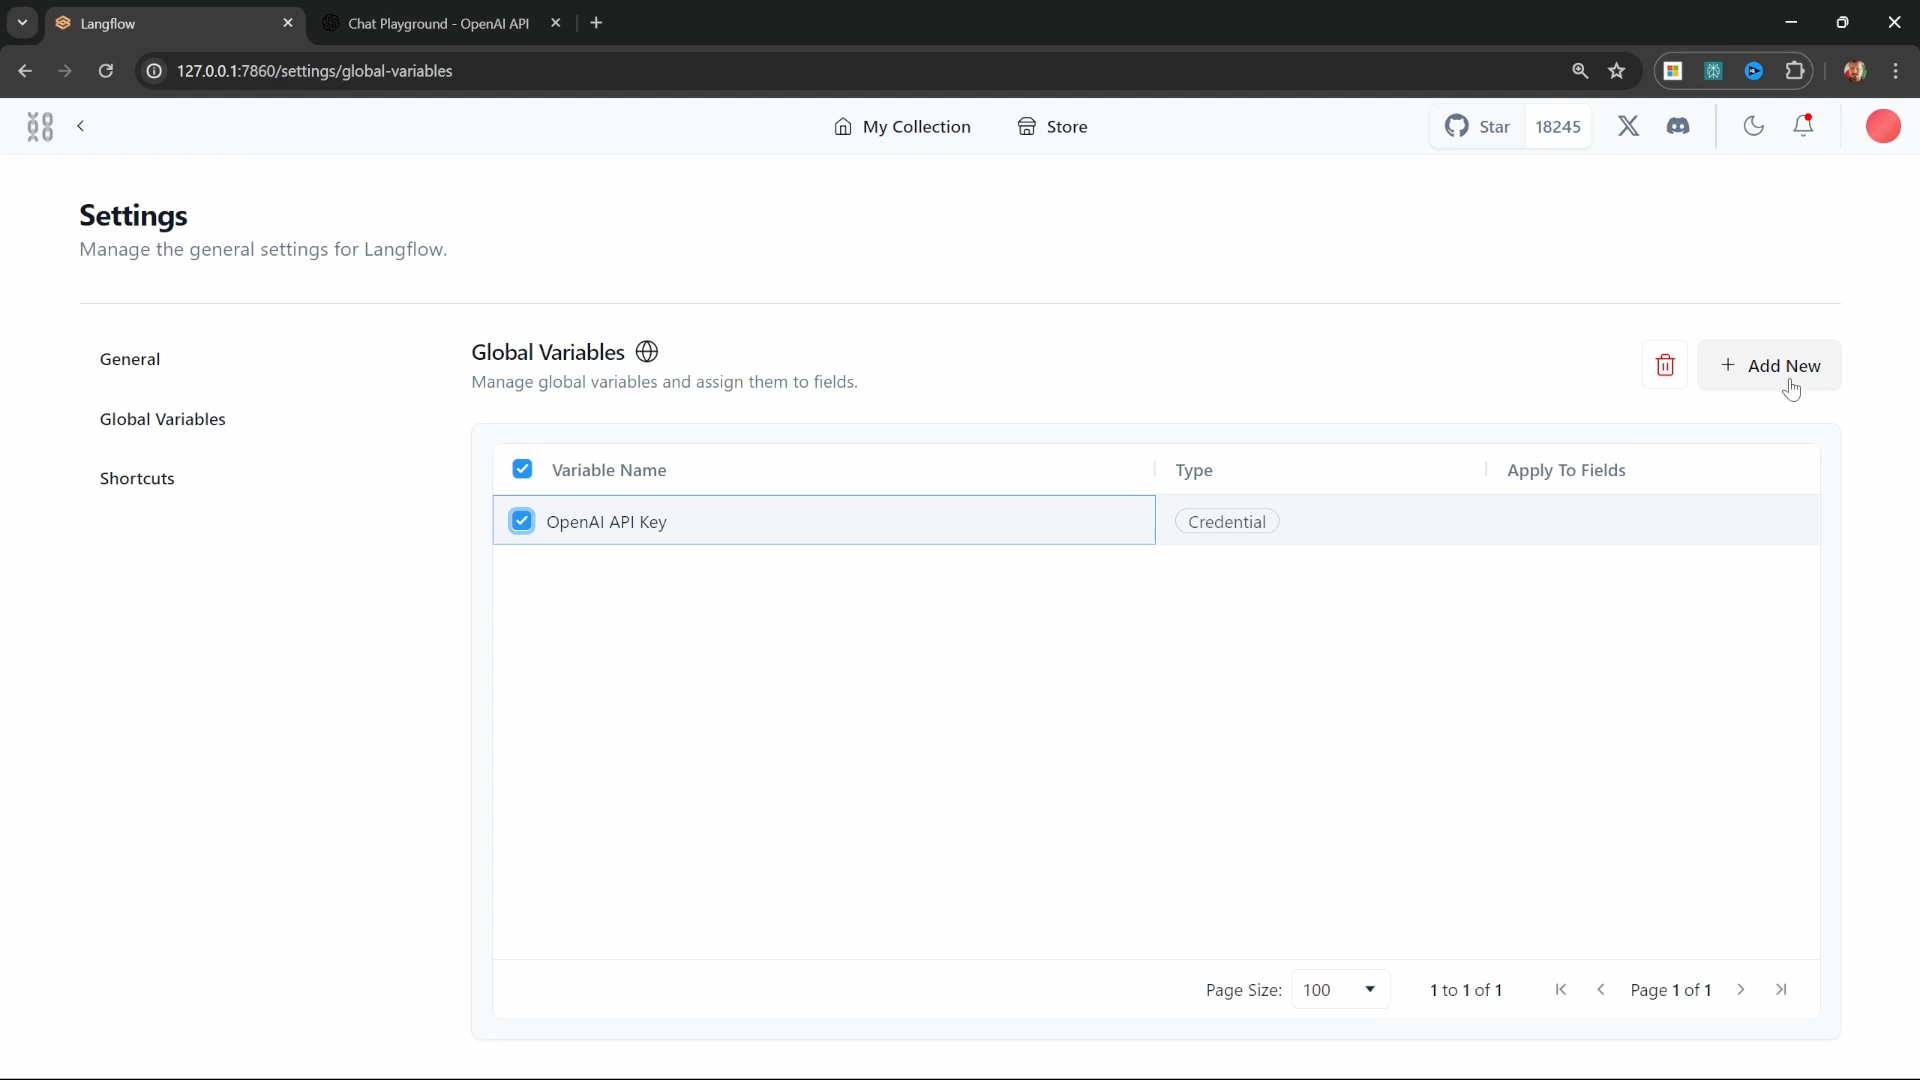 Langflow
Chat Playground - OpenAI API
127.0.0.1:7860/settings/global-variables
My Collection
Store
Star 18245
Settings
Manage the general settings for Langflow.
General
Global Variables
Shortcuts
Global Variables
Manage global variables and assign them to fields.
Add New
Variable Name Type Apply To Fields
OpenAI API Key Credential
Page Size: 100 1 to 1 of 1 Page 1 of 1